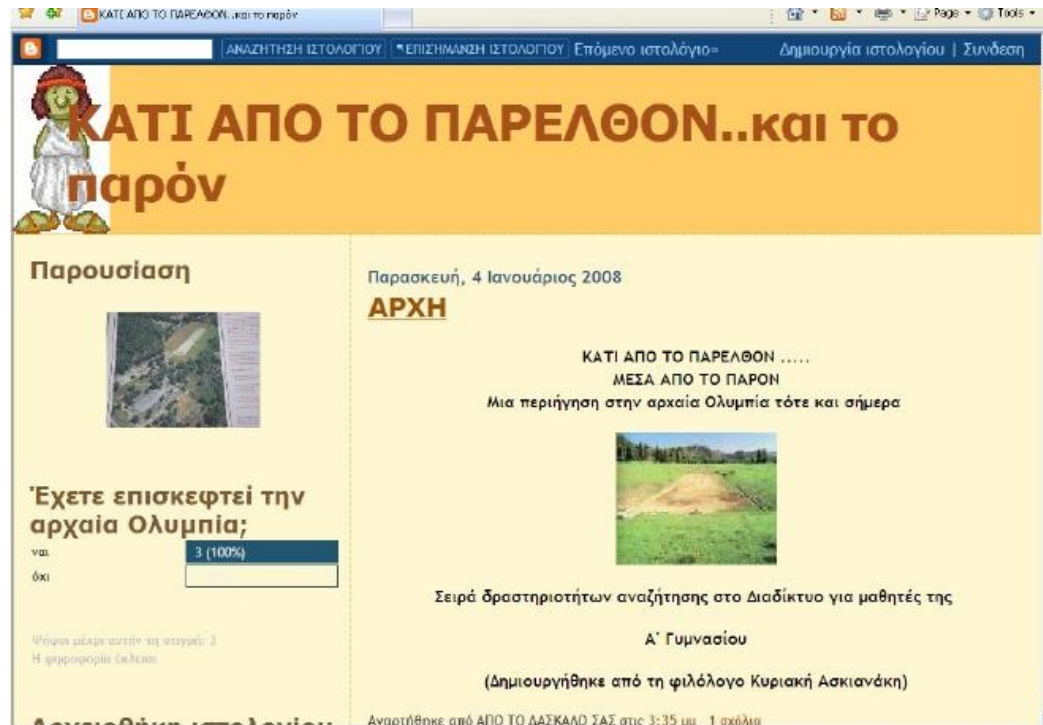 ΚΑΤΙ ΑΠΟ ΤΟ ΠΑΡΕΛΘΟΝ..και το παρόν
Page
Tools
ΑΝΑΖΗΤΗΣΗ ΙΣΤΟΛΟΓΙΟΥ
ΕΠΙΣΗΜΑΝΣΗ ΙΣΤΟΛΟΓΙΟΥ
Επόμενο ιστολόγιο»
Δημιουργία ιστολογίου | Σύνδεση
ΚΑΤΙ ΑΠΟ ΤΟ ΠΑΡΕΛΘΟΝ..και το
παρόν
Παρουσίαση
Έχετε επισκεφτεί την
αρχαία Ολυμπία;
ναι 3 (100%)
όχι
Ψήφοι μέχρι αυτήν τη στιγμή: 3
Η ψηφοφορία έκλεισε
Παρασκευή, 4 Ιανουάριος 2008
ΑΡΧΗ
ΚΑΤΙ ΑΠΟ ΤΟ ΠΑΡΕΛΘΟΝ .....
ΜΕΣΑ ΑΠΟ ΤΟ ΠΑΡΟΝ
Μια περιήγηση στην αρχαία Ολυμπία τότε και σήμερα
Σειρά δραστηριοτήτων αναζήτησης στο Διαδίκτυο για μαθητές της
Α΄ Γυμνασίου
(Δημιουργήθηκε από τη φιλόλογο Κυριακή Ασκιανάκη)
Αναρτήθηκε από ΑΠΟ ΤΟ ΔΑΣΚΑΛΟ ΣΑΣ στις 3:35 μμ 1 σχόλια
Αρχειοθήκη ιστολογίου